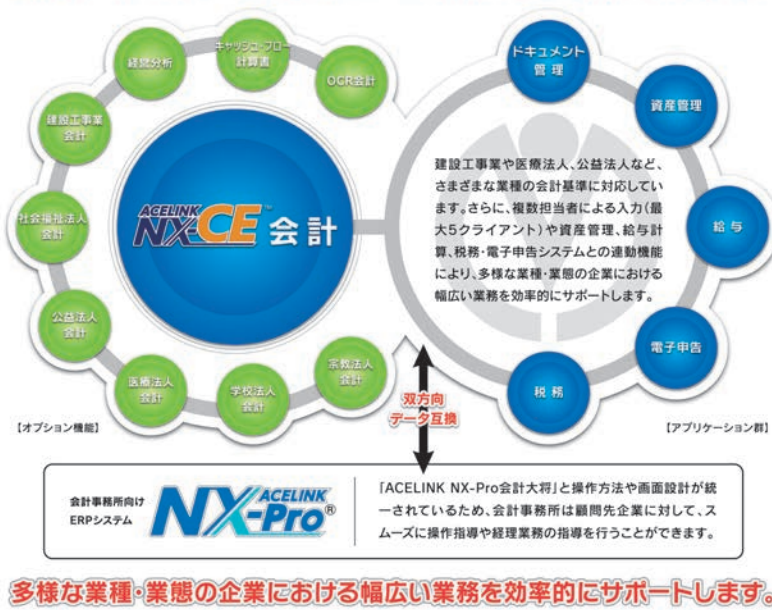 キャッシュ・フロー
計算書
経営分析
OCR会計
建設工事業
会計
社会福祉法人
会計
公益法人
会計
医療法人
会計
学校法人
会計
宗教法人
会計
【オプション機能】
ACELINK
NX-CE™ 会計
ドキュメント
管理
資産管理
給与
電子申告
税務
【アプリケーション群】
建設工事業や医療法人、公益法人など、
さまざまな業種の会計基準に対応してい
ます。さらに、複数担当者による入力(最
大5クライアント)や資産管理、給与計
算、税務・電子申告システムとの連動機能
により、多様な業種・業態の企業における
幅広い業務を効率的にサポートします。
双方向
データ互換
会計事務所向け
ERPシステム
ACELINK
NX-Pro®
「ACELINK NX-Pro会計大将」と操作方法や画面設計が統
一されているため、会計事務所は顧問先企業に対して、ス
ムーズに操作指導や経理業務の指導を行うことができます。
多様な業種・業態の企業における幅広い業務を効率的にサポートします。